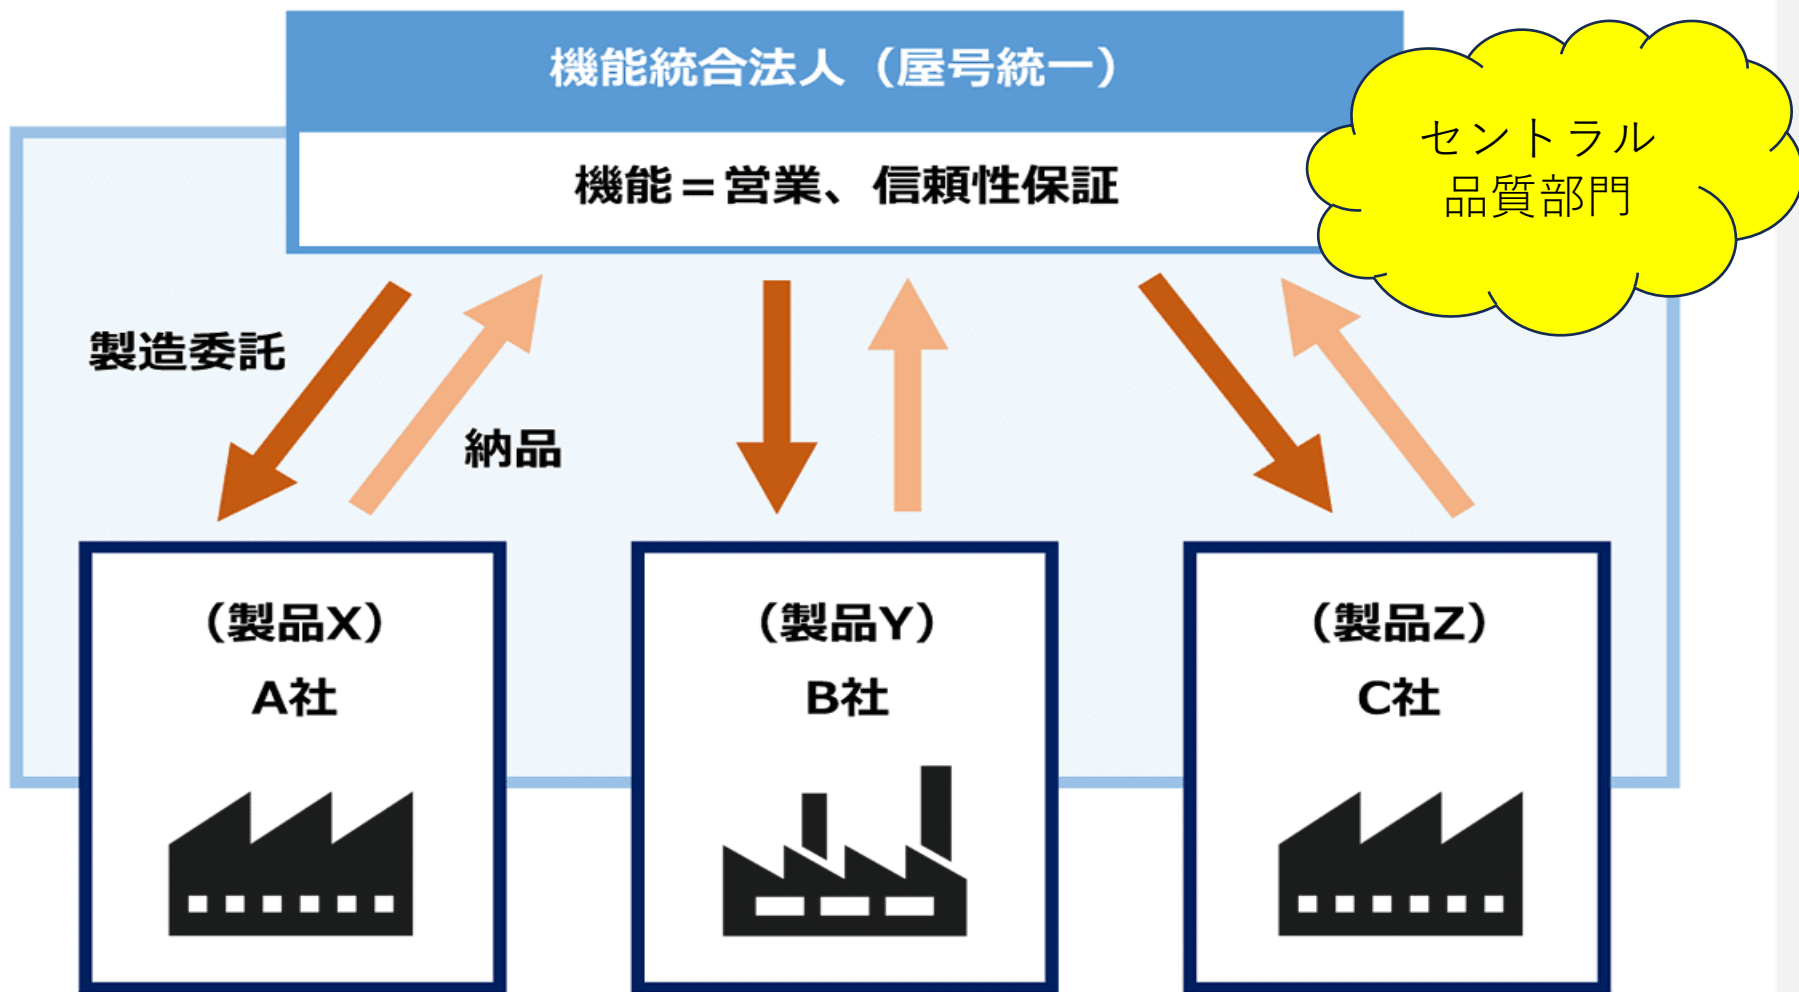 機能統合法人（屋号統一）
機能＝営業、信頼性保証
セントラル
品質部門
製造委託
納品
（製品X）
A社
（製品Y）
B社
（製品Z）
C社